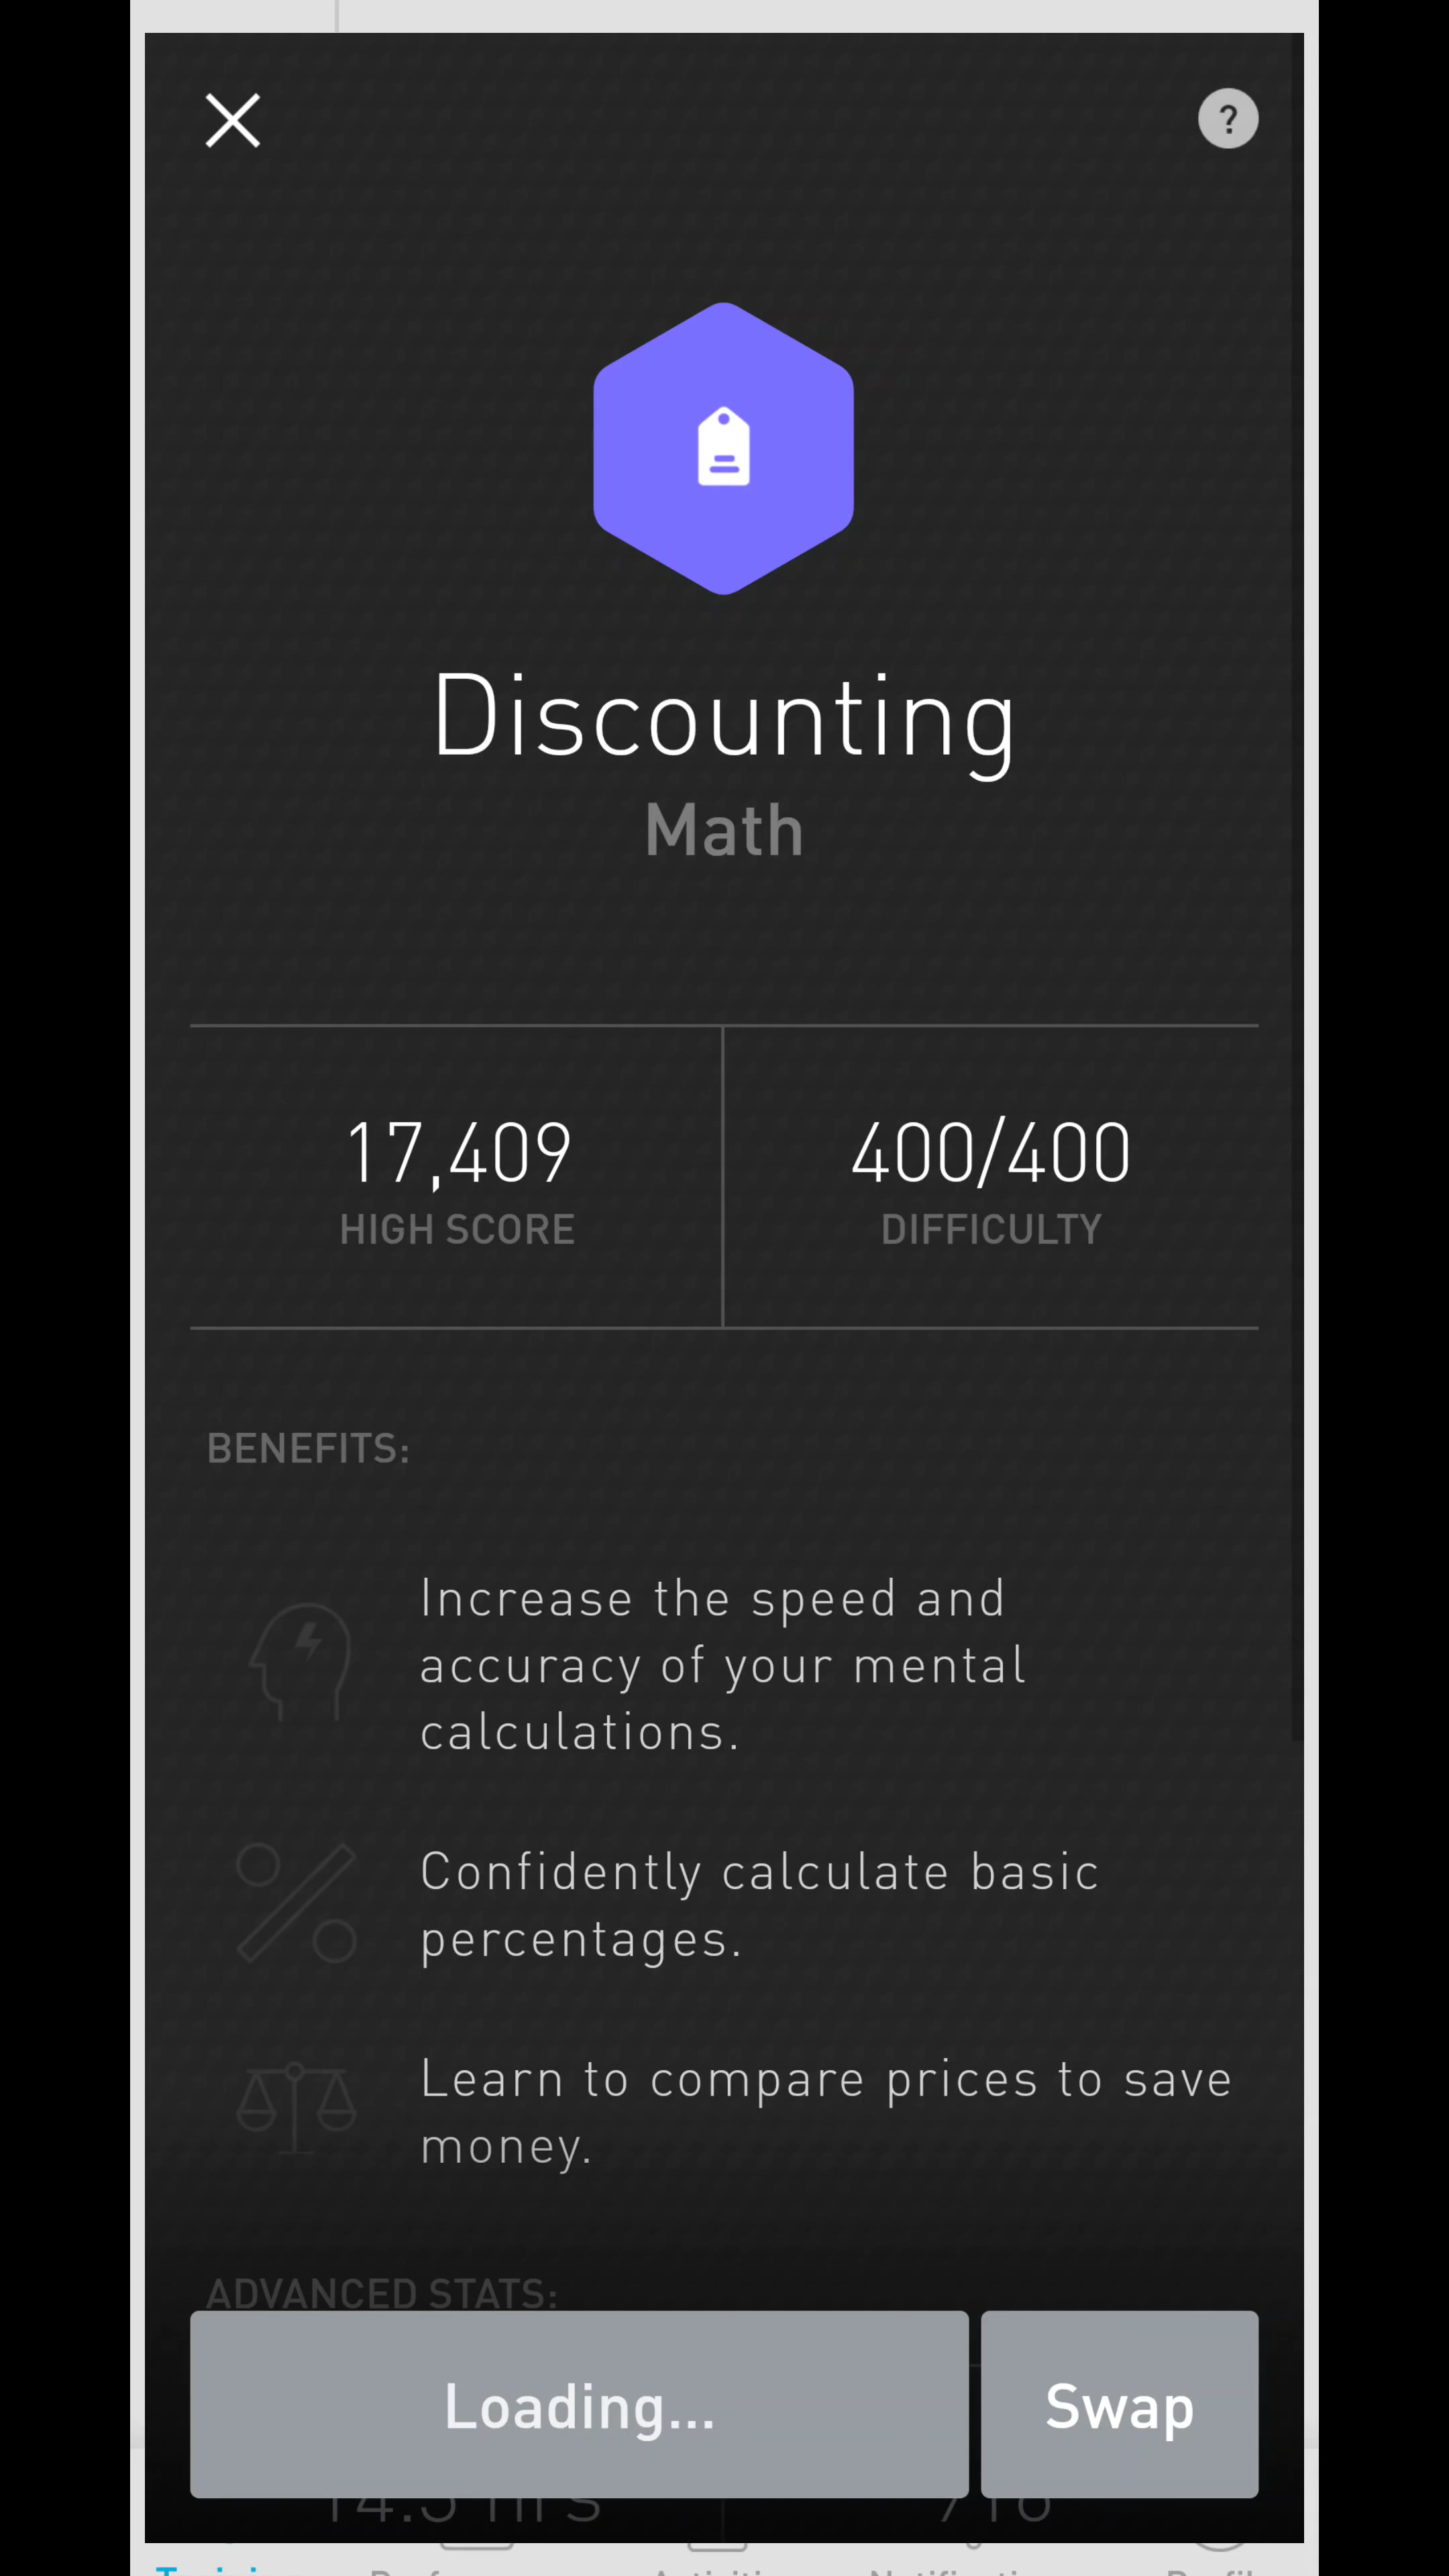 ?
Discounting
Math
17,409
HIGH SCORE
400/400
DIFFICULTY
BENEFITS:
Increase the speed and
accuracy of your mental
calculations.
Confidently calculate basic
percentages.
Learn to compare prices to save
money.
ADVANCED STATS:
Loading...
Swap